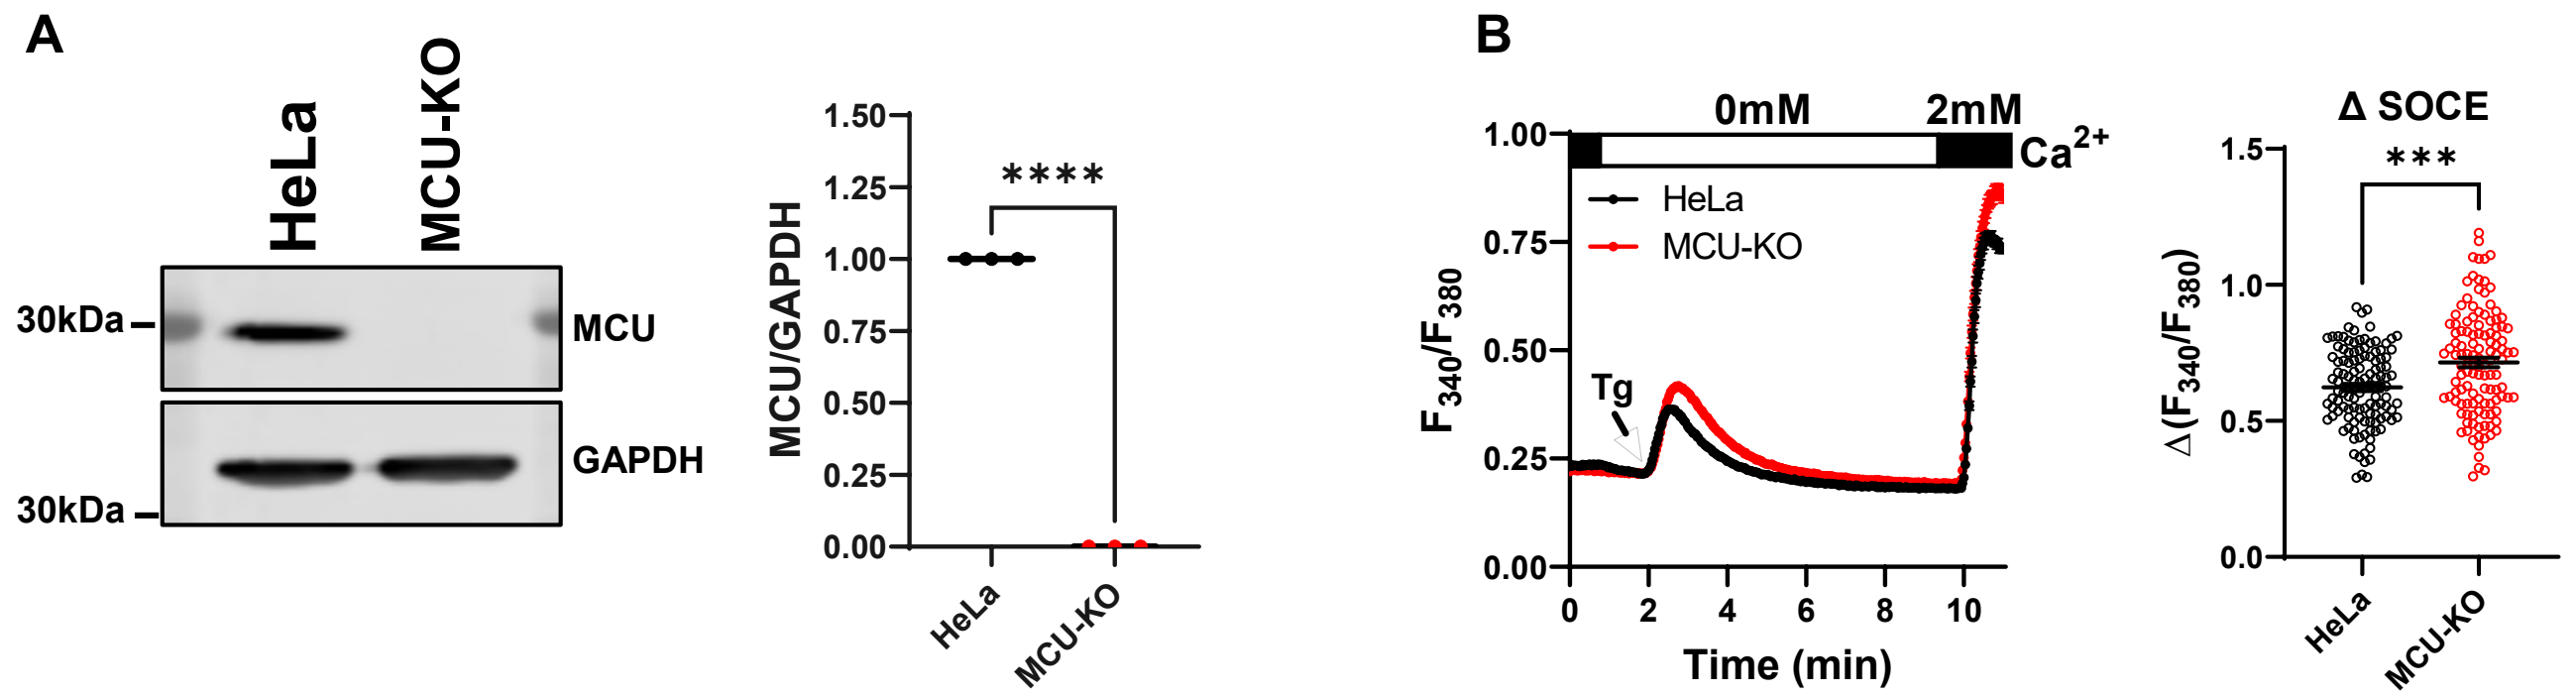 A
HeLa
MCU-KO
30kDa
MCU
GAPDH
30kDa
MCU/GAPDH
1.50
1.25
1.00
0.75
0.50
0.25
0.00
****
HeLa
MCU-KO
B
0mM
2mM
Ca2+
HeLa
MCU-KO
Tg
F340/F380
1.00
0.75
0.50
0.25
0.00
0 2 4 6 8 10
Time (min)
Δ SOCE
***
Δ(F340/F380)
1.5
1.0
0.5
0.0
HeLa
MCU-KO